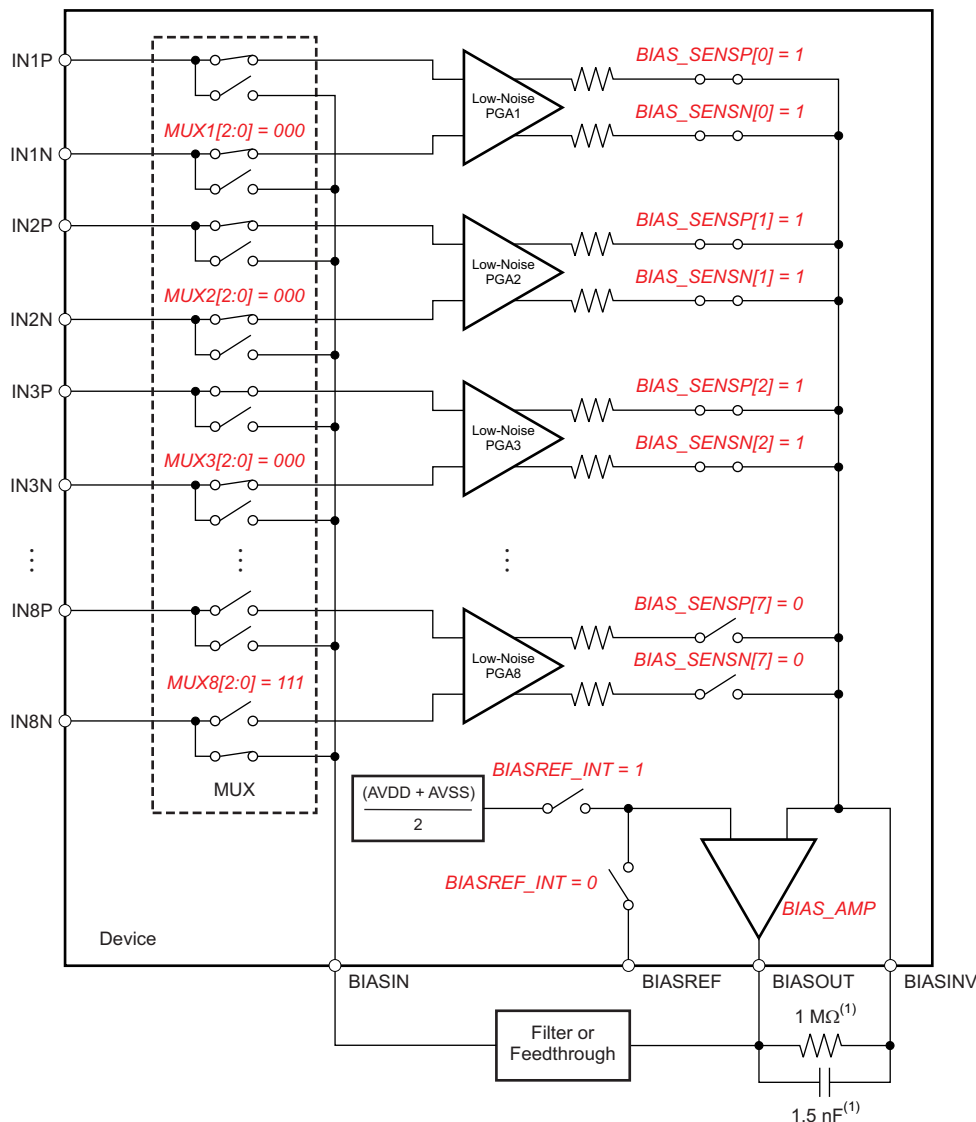 IN1P
BIAS_SENSP[0] = 1
Low-Noise
PGA1
BIAS_SENSN[0] = 1
MUX1[2:0] = 000
IN1N
IN2P
BIAS_SENSP[1] = 1
Low-Noise
PGA2
BIAS_SENSN[1] = 1
MUX2[2:0] = 000
IN2N
IN3P
BIAS_SENSP[2] = 1
Low-Noise
PGA3
BIAS_SENSN[2] = 1
MUX3[2:0] = 000
IN3N
IN8P
BIAS_SENSP[7] = 0
Low-Noise
PGA8
BIAS_SENSN[7] = 0
MUX8[2:0] = 111
IN8N
MUX
BIASREF_INT = 1
(AVDD + AVSS)
2
BIASREF_INT = 0
BIAS_AMP
Device
BIASIN
BIASREF
BIASOUT
BIASINV
Filter or
Feedthrough
1 MΩ(1)
1.5 nF(1)